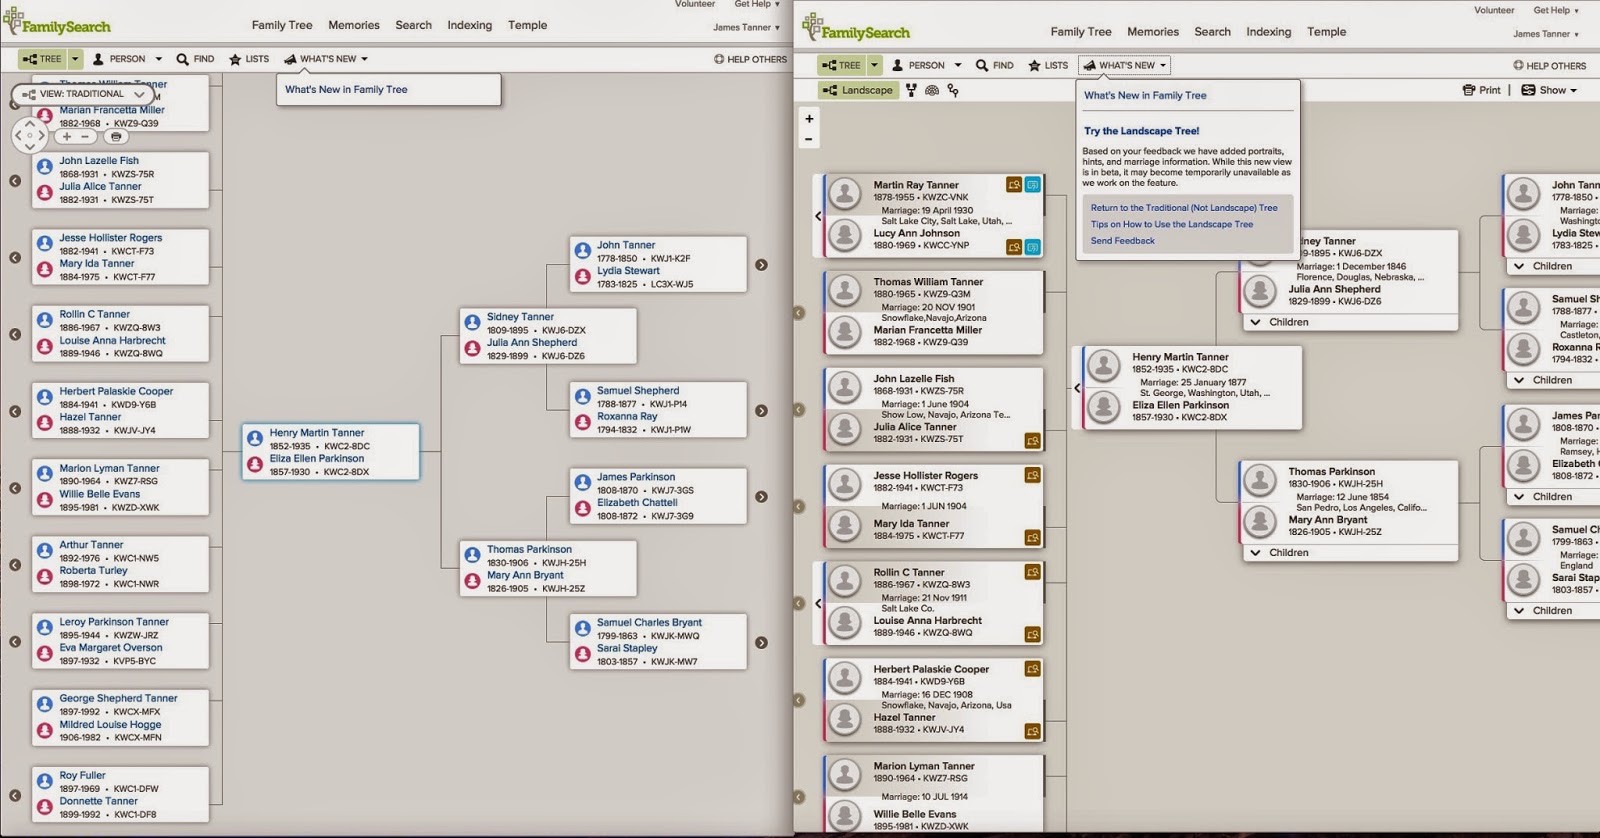 FamilySearch
Family Tree Memories Search Indexing Temple
Volunteer Get Help
James Tanner
TREE PERSON FIND LISTS WHAT'S NEW HELP OTHERS
What's New in Family Tree
VIEW: TRADITIONAL
Marian Francetta Miller
1882-1968 • KWZ9-Q39
John Lazelle Fish
1868-1931 • KWZS-75R
Julia Alice Tanner
1882-1931 • KWZS-75T
Jesse Hollister Rogers
1882-1941 • KWCT-F73
Mary Ida Tanner
1884-1975 • KWCT-F77
Rollin C Tanner
1886-1967 • KWZQ-8W3
Louise Anna Harbrecht
1889-1946 • KWZQ-8WQ
Herbert Palaskie Cooper
1884-1941 • KWD9-Y6B
Hazel Tanner
1888-1932 • KWJV-JY4
Marion Lyman Tanner
1890-1964 • KWZ7-RSG
Willie Belle Evans
1895-1981 • KWZD-XWK
Arthur Tanner
1892-1976 • KWC1-NW5
Roberta Turley
1898-1972 • KWC1-NWR
Leroy Parkinson Tanner
1895-1944 • KWZW-JRZ
Eva Margaret Overson
1897-1932 • KVP5-BYC
George Shepherd Tanner
1897-1992 • KWCX-MFX
Mildred Louise Hogge
1906-1982 • KWCX-MFN
Roy Fuller
1897-1969 • KWC1-DFW
Donnette Tanner
1899-1992 • KWC1-DF8
Henry Martin Tanner
1852-1935 • KWC2-8DC
Eliza Ellen Parkinson
1857-1930 • KWC2-8DX
Sidney Tanner
1809-1895 • KWJ6-DZX
Julia Ann Shepherd
1829-1899 • KWJ6-DZ6
Thomas Parkinson
1830-1906 • KWJH-25H
Mary Ann Bryant
1826-1905 • KWJH-25Z
John Tanner
1778-1850 • KWJ1-K2F
Lydia Stewart
1783-1825 • LC3X-WJ5
Samuel Shepherd
1788-1877 • KWJ1-P14
Roxanna Ray
1794-1832 • KWJ1-P1W
James Parkinson
1808-1870 • KWJ7-3GS
Elizabeth Chattell
1808-1872 • KWJ7-3G9
Samuel Charles Bryant
1799-1863 • KWJK-MWQ
Sarai Stapley
1803-1857 • KWJK-MW7
FamilySearch
Family Tree Memories Search Indexing Temple
Volunteer Get Help
James Tanner
TREE PERSON FIND LISTS WHAT'S NEW HELP OTHERS
Landscape Print Show
What's New in Family Tree
Try the Landscape Tree!
Based on your feedback we have added portraits,
hints, and marriage information. While this new view
is in beta, it may become temporarily unavailable as
we work on the feature.
Return to the Traditional (Not Landscape) Tree
Tips on How to Use the Landscape Tree
Send Feedback
Martin Ray Tanner
1878-1955 • KWZC-VNK
Marriage: 19 April 1930
Salt Lake City, Salt Lake, Utah, ...
Lucy Ann Johnson
1880-1969 • KWCC-YNP
Thomas William Tanner
1880-1965 • KWZ9-Q3M
Marriage: 20 NOV 1901
Snowflake,Navajo,Arizona
Marian Francetta Miller
1882-1968 • KWZ9-Q39
John Lazelle Fish
1868-1931 • KWZS-75R
Marriage: 1 June 1904
Show Low, Navajo, Arizona Te...
Julia Alice Tanner
1882-1931 • KWZS-75T
Jesse Hollister Rogers
1882-1941 • KWCT-F73
Marriage: 1 JUN 1904
Mary Ida Tanner
1884-1975 • KWCT-F77
Rollin C Tanner
1886-1967 • KWZQ-8W3
Marriage: 21 Nov 1911
Salt Lake Co.
Louise Anna Harbrecht
1889-1946 • KWZQ-8WQ
Herbert Palaskie Cooper
1884-1941 • KWD9-Y6B
Marriage: 16 DEC 1908
Snowflake, Navajo, Arizona, Usa
Hazel Tanner
1888-1932 • KWJV-JY4
Marion Lyman Tanner
1890-1964 • KWZ7-RSG
Marriage: 10 JUL 1914
Willie Belle Evans
1895-1981 • KWZD-XWK
Henry Martin Tanner
1852-1935 • KWC2-8DC
Marriage: 25 January 1877
St. George, Washington, Utah, ...
Eliza Ellen Parkinson
1857-1930 • KWC2-8DX
Tanner
1895 • KWJ6-DZX
Marriage: 1 December 1846
Florence, Douglas, Nebraska, ...
Julia Ann Shepherd
1829-1899 • KWJ6-DZ6
Children
Thomas Parkinson
1830-1906 • KWJH-25H
Marriage: 12 June 1854
San Pedro, Los Angeles, Califo...
Mary Ann Bryant
1826-1905 • KWJH-25Z
Children
John Tann
1778-1850 •
Marriage:
Washingt
Lydia Stew
1783-1825 •
Children
Samuel Sh
1788-1877 •
Marriage:
Castleton,
Roxanna R
1794-1832 •
Children
James Par
1808-1870 •
Marriage:
Ramsey, H
Elizabeth
1808-1872 •
Children
Samuel Ch
1799-1863 •
Marriage:
England
Sarai Stap
1803-1857 •
Children